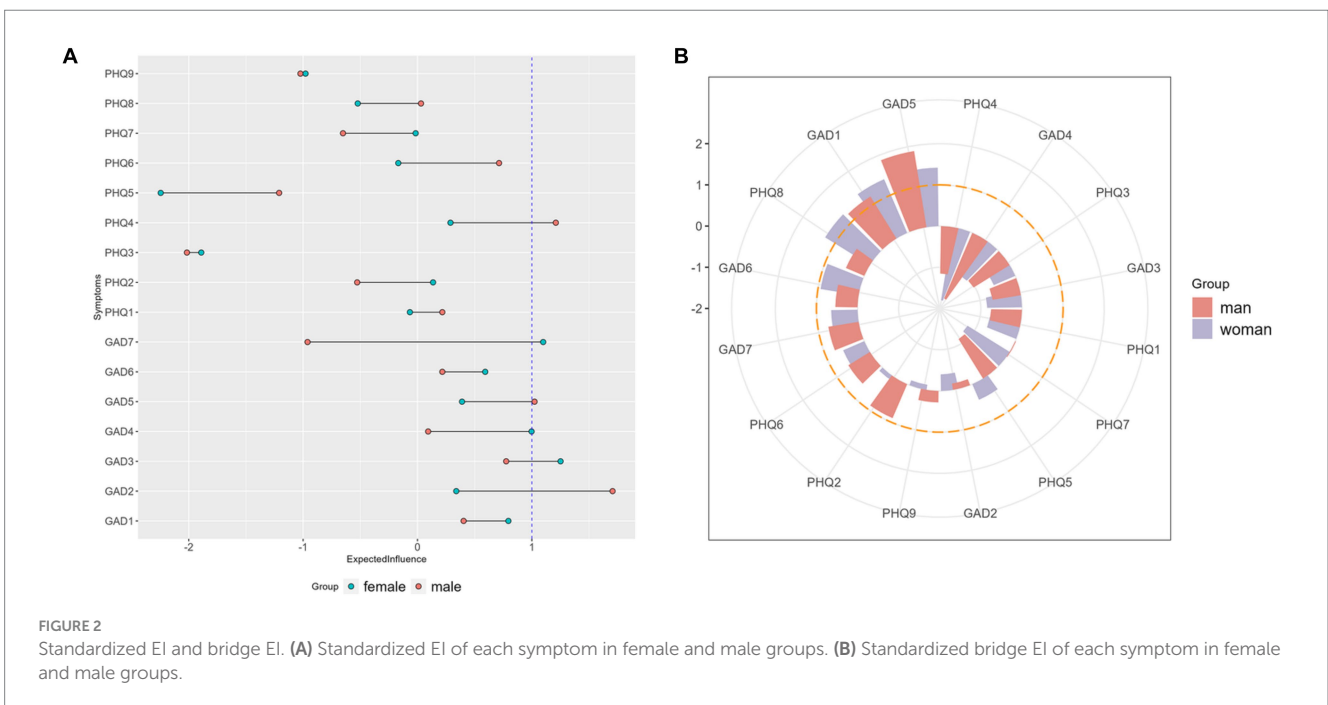 A
PHQ9
PHQ8
PHQ7
PHQ6
PHQ5
PHQ4
PHQ3
PHQ2
PHQ1
GAD7
GAD6
GAD5
GAD4
GAD3
GAD2
GAD1
Symptoms
-2 -1 0 1
ExpectedInfluence
Group female male
B
2
1
0
-1
-2
GAD5 PHQ4
GAD1 GAD4
PHQ8 PHQ3
GAD6 GAD3
GAD7 PHQ1
PHQ6 PHQ7
PHQ2 PHQ5
PHQ9 GAD2
Group
man
woman
FIGURE 2
Standardized EI and bridge EI. (A) Standardized EI of each symptom in female and male groups. (B) Standardized bridge EI of each symptom in female
and male groups.